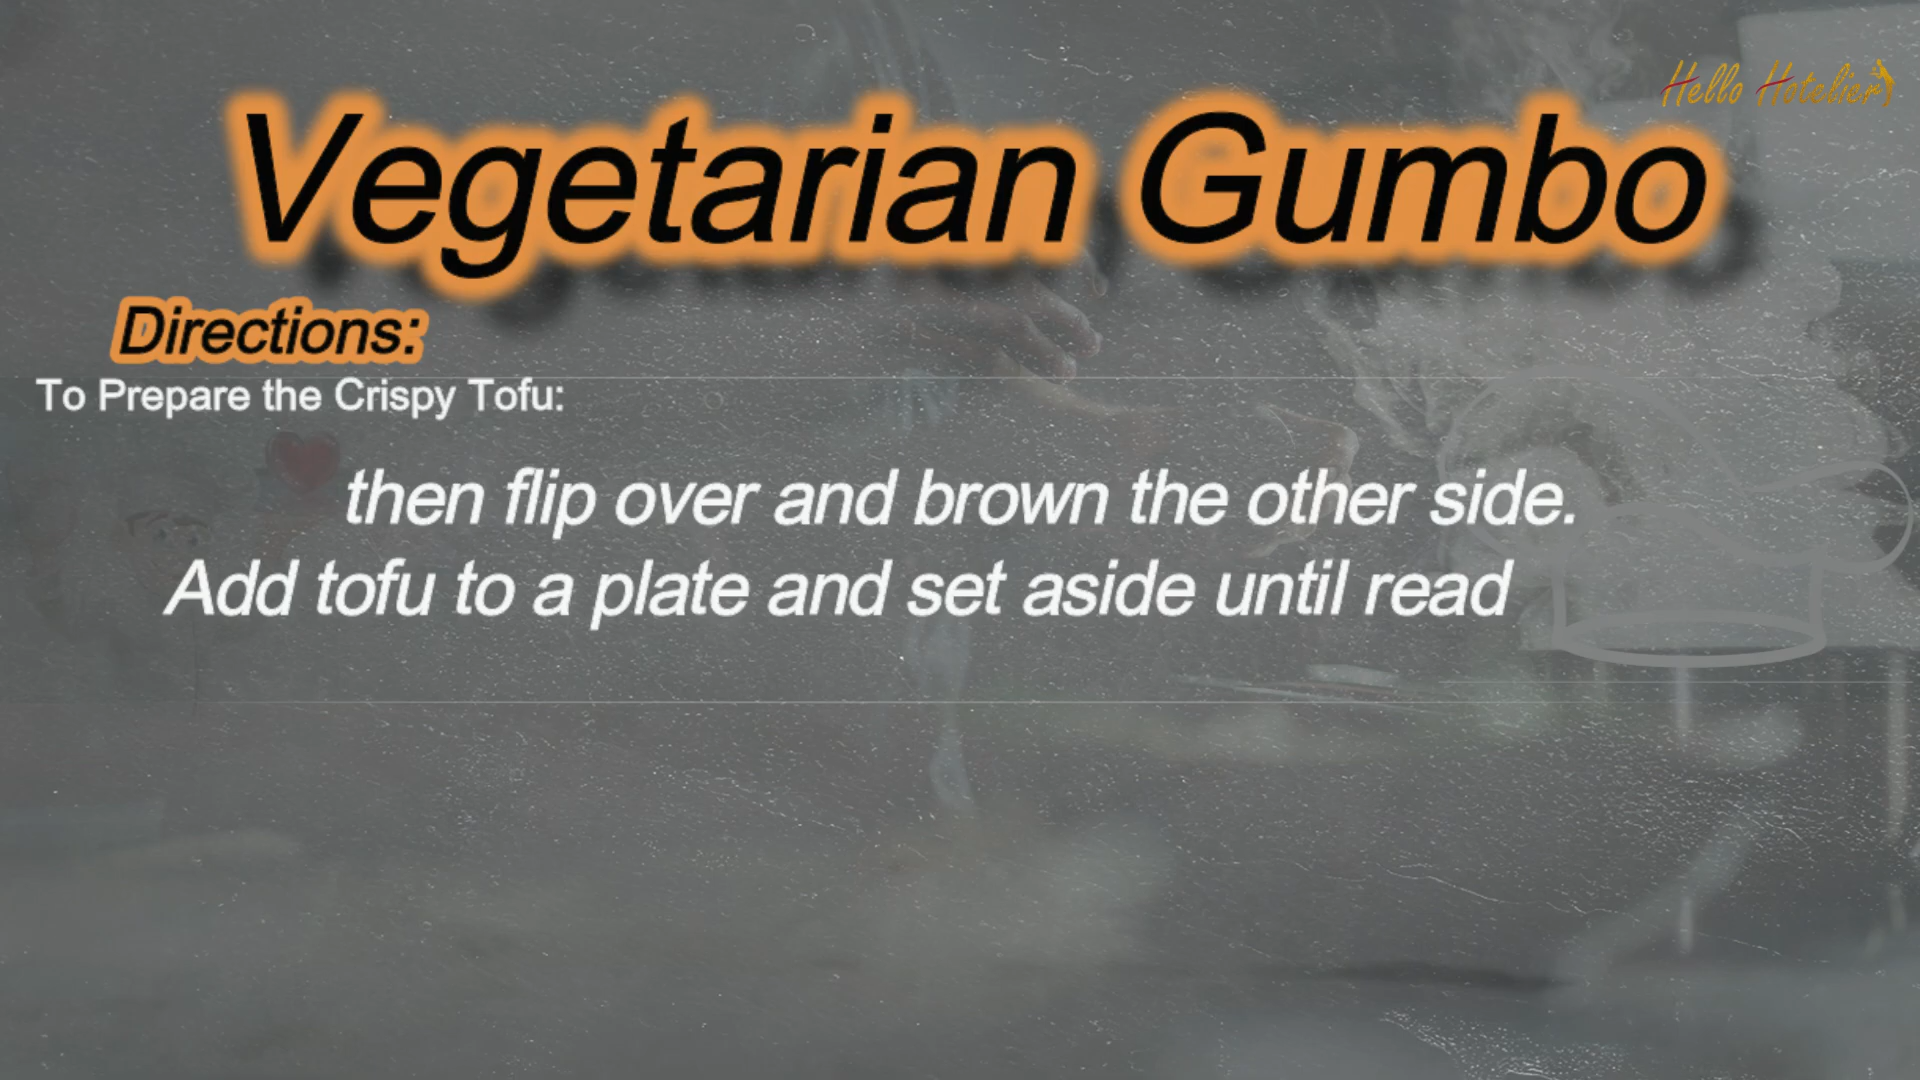 Hello Hotelier
Vegetarian Gumbo
Directions:
To Prepare the Crispy Tofu:
then flip over and brown the other side.
Add tofu to a plate and set aside until read